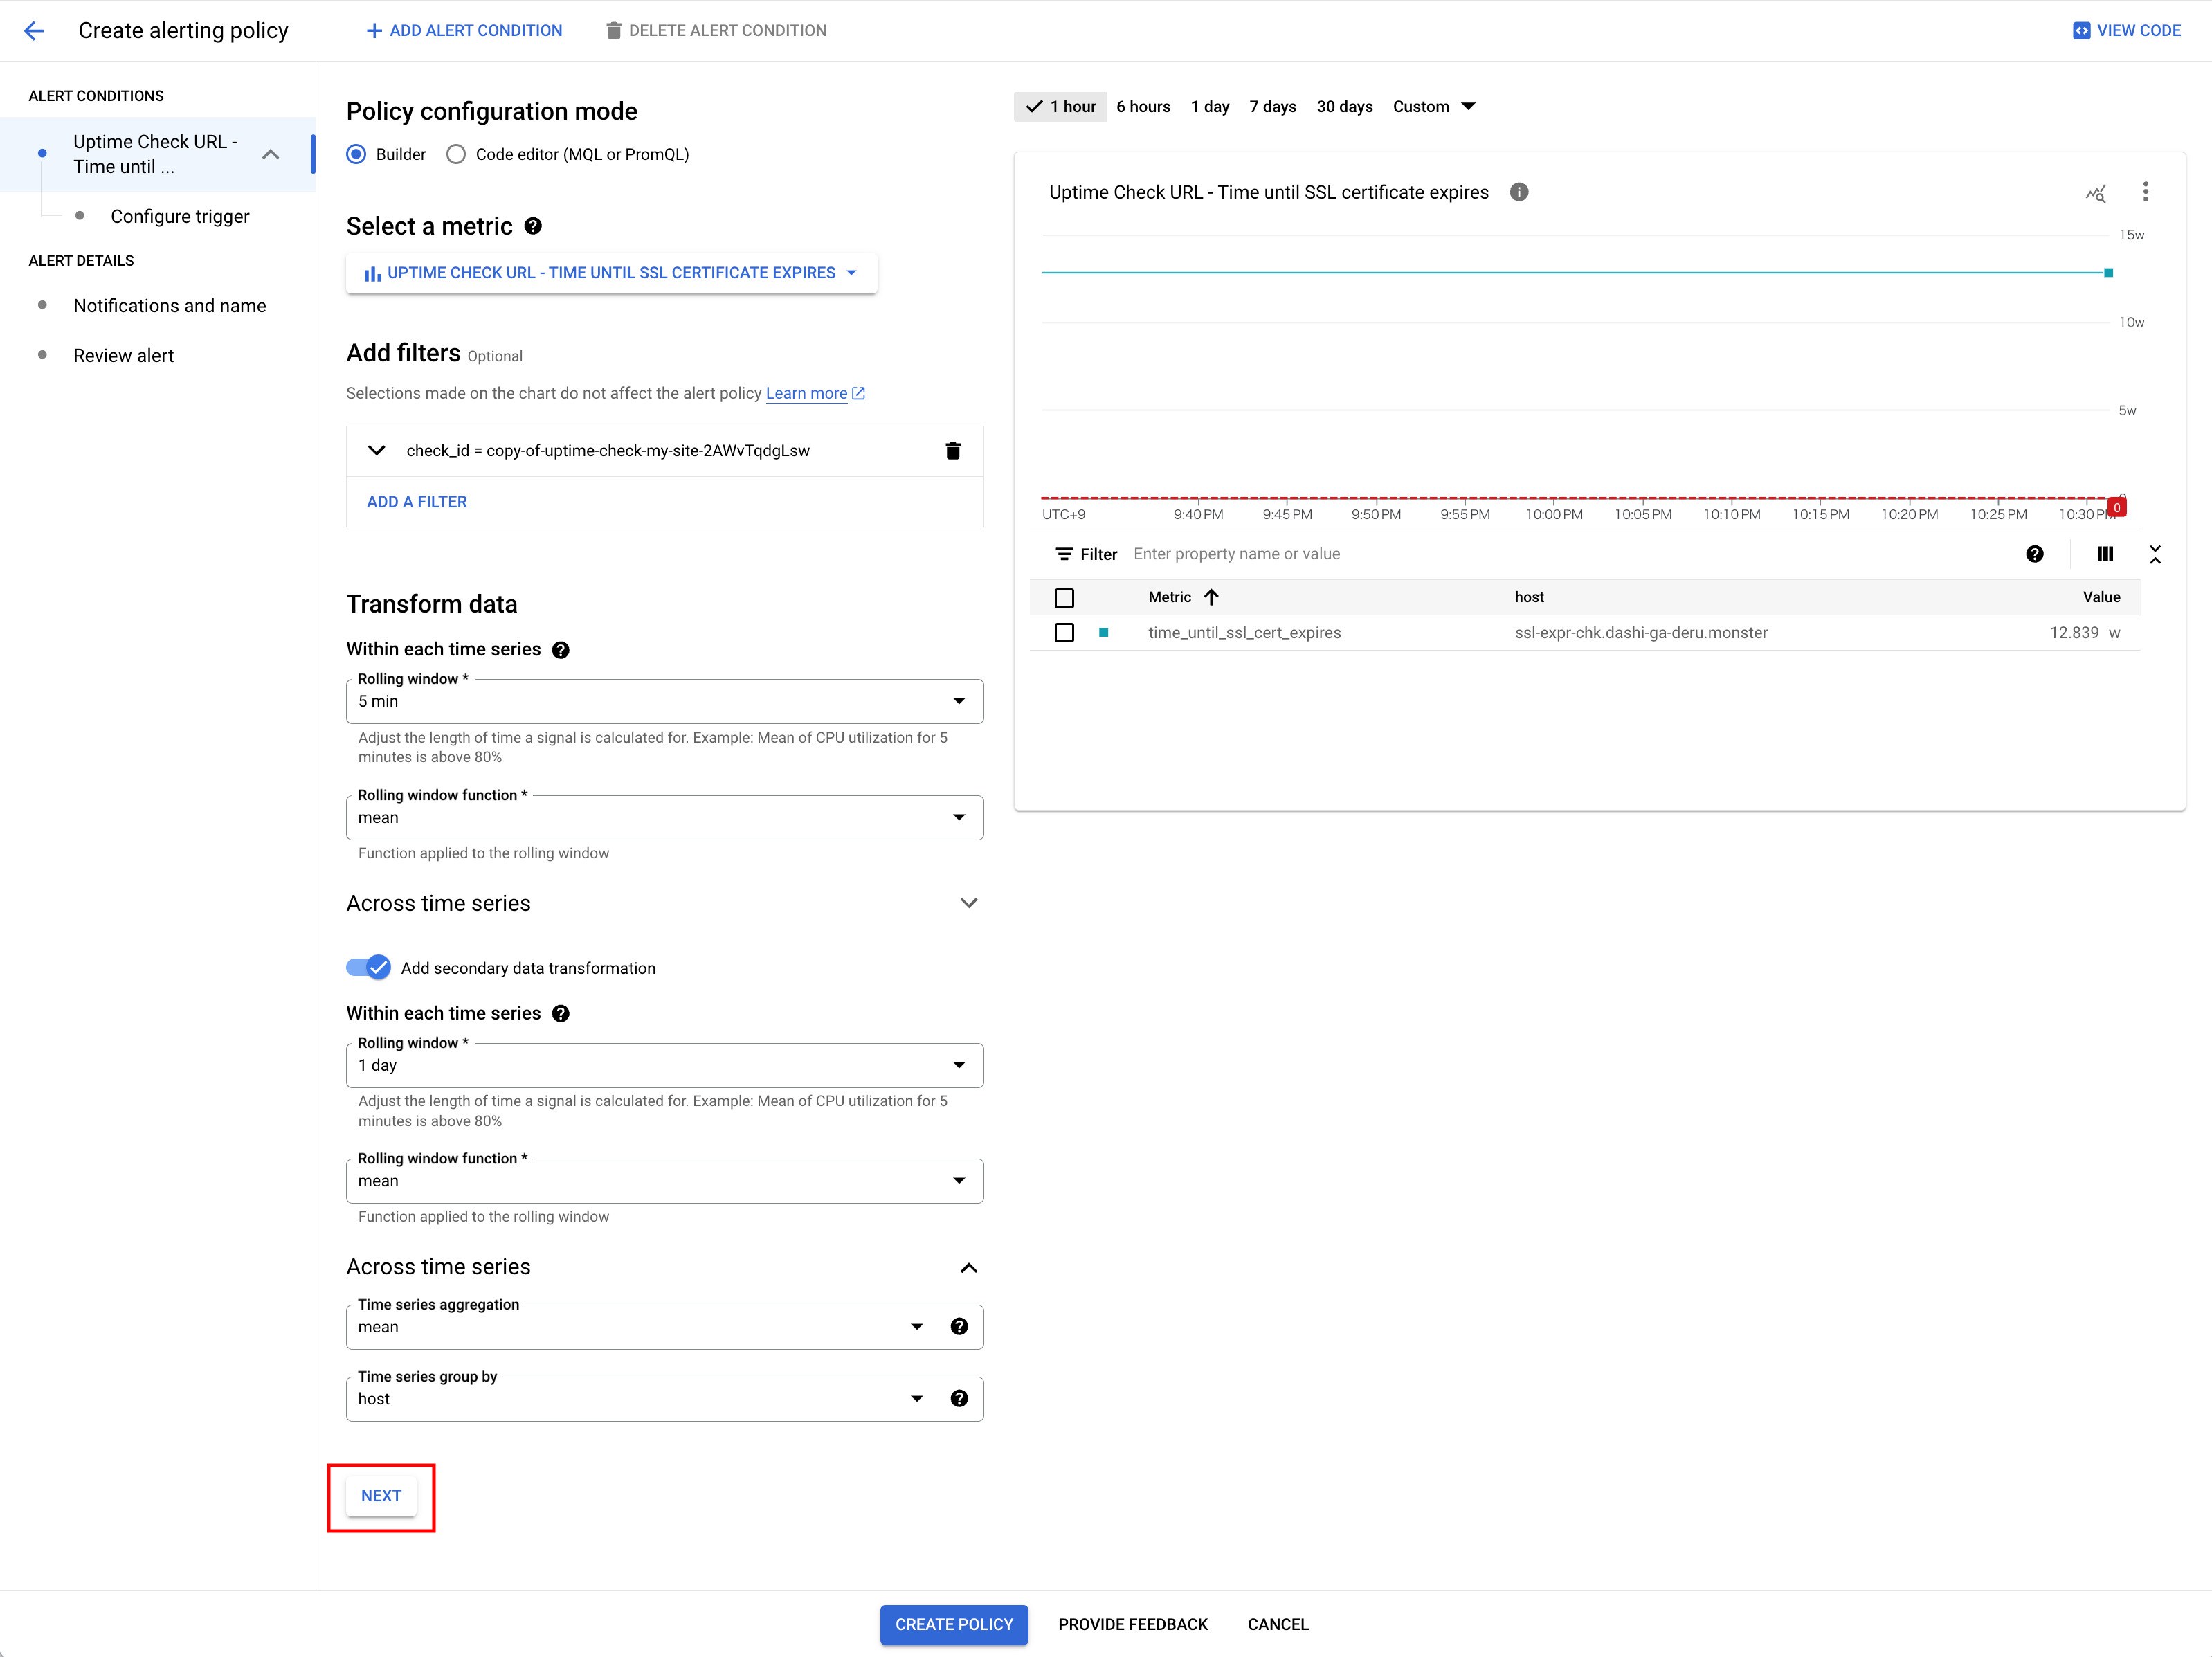 Create alerting policy
ADD ALERT CONDITION
DELETE ALERT CONDITION
VIEW CODE
ALERT CONDITIONS
Uptime Check URL -
Time until ...
Configure trigger
ALERT DETAILS
Notifications and name
Review alert
Policy configuration mode
Builder
Code editor (MQL or PromQL)
Select a metric
UPTIME CHECK URL - TIME UNTIL SSL CERTIFICATE EXPIRES
Add filters Optional
Selections made on the chart do not affect the alert policy Learn more
check_id = copy-of-uptime-check-my-site-2AWvTqdgLsw
ADD A FILTER
Transform data
Within each time series
Rolling window *
5 min
Adjust the length of time a signal is calculated for. Example: Mean of CPU utilization for 5
minutes is above 80%
Rolling window function *
mean
Function applied to the rolling window
Across time series
Add secondary data transformation
Within each time series
Rolling window *
1 day
Adjust the length of time a signal is calculated for. Example: Mean of CPU utilization for 5
minutes is above 80%
Rolling window function *
mean
Function applied to the rolling window
Across time series
Time series aggregation
mean
Time series group by
host
NEXT
1 hour 6 hours 1 day 7 days 30 days Custom
Uptime Check URL - Time until SSL certificate expires
15w
10w
5w
0
UTC+9 9:40 PM 9:45 PM 9:50 PM 9:55 PM 10:00 PM 10:05 PM 10:10 PM 10:15 PM 10:20 PM 10:25 PM 10:30 PM
Filter Enter property name or value
Metric host Value
time_until_ssl_cert_expires ssl-expr-chk.dashi-ga-deru.monster 12.839 w
CREATE POLICY PROVIDE FEEDBACK CANCEL